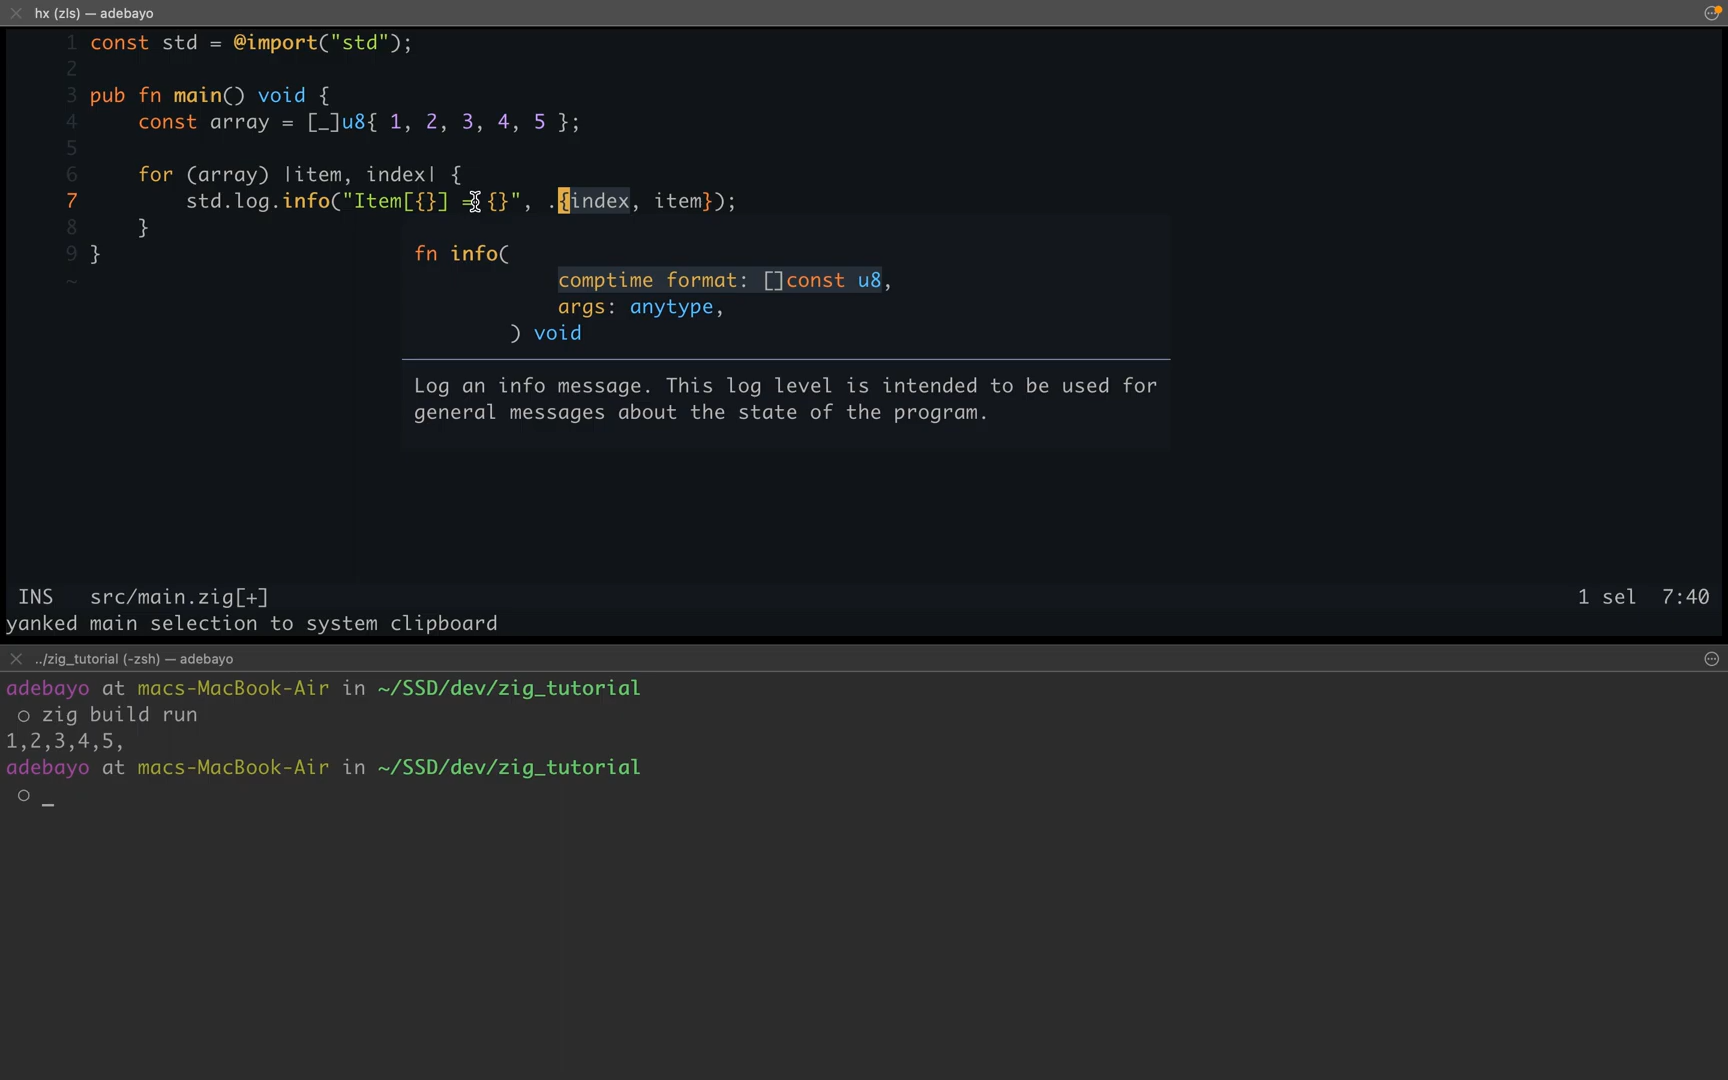 hx (zls) — adebayo
1 const std = @import("std");
2
3 pub fn main() void {
4     const array = [_]u8{ 1, 2, 3, 4, 5 };
5
6     for (array) |item, index| {
7         std.log.info("Item[{}] = {}", .{index, item});
8     }
9 }
~
fn info(
comptime format: []const u8,
args: anytype,
) void
Log an info message. This log level is intended to be used for
general messages about the state of the program.
INS src/main.zig[+] 1 sel 7:40
yanked main selection to system clipboard
../zig_tutorial (-zsh) — adebayo
adebayo at macs-MacBook-Air in ~/SSD/dev/zig_tutorial
○ zig build run
1,2,3,4,5,
adebayo at macs-MacBook-Air in ~/SSD/dev/zig_tutorial
○ _